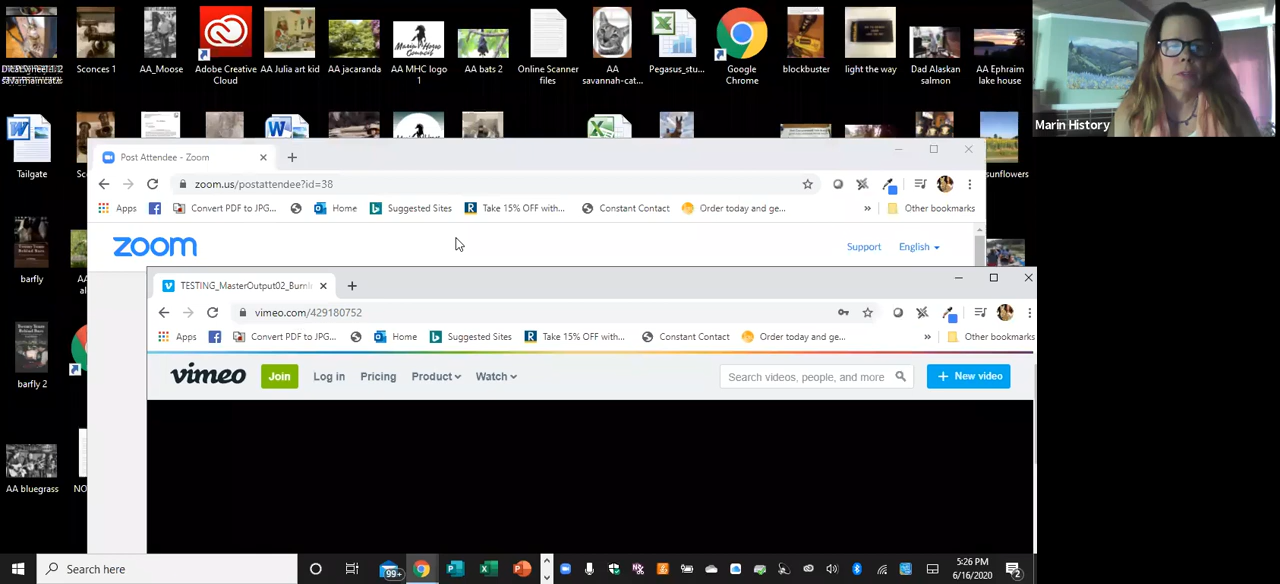 Sconces 1
AA_Moose
Adobe Creative Cloud
AA Julia art kid
AA jacaranda
AA MHC logo 1
AA bats 2
Online Scanner files
AA savannah-cat...
Pegasus_stu...
Google Chrome
blockbuster
light the way
Dad Alaskan salmon
AA Ephraim lake house
Marin History
Tailgate
sunflowers
Post Attendee - Zoom
zoom.us/postattendee?id=38
Apps
Convert PDF to JPG...
Home
Suggested Sites
Take 15% OFF with...
Constant Contact
Order today and ge...
»
Other bookmarks
zoom
Support
English
barfly
TESTING_MasterOutput02_BurnIn
vimeo.com/429180752
Apps
Convert PDF to JPG...
Home
Suggested Sites
Take 15% OFF with...
Constant Contact
Order today and ge...
»
Other bookmarks
vimeo
Join
Log in
Pricing
Product
Watch
Search videos, people, and more
+ New video
barfly 2
AA bluegrass
NO
Search here
99+
5:26 PM
6/16/2020
2